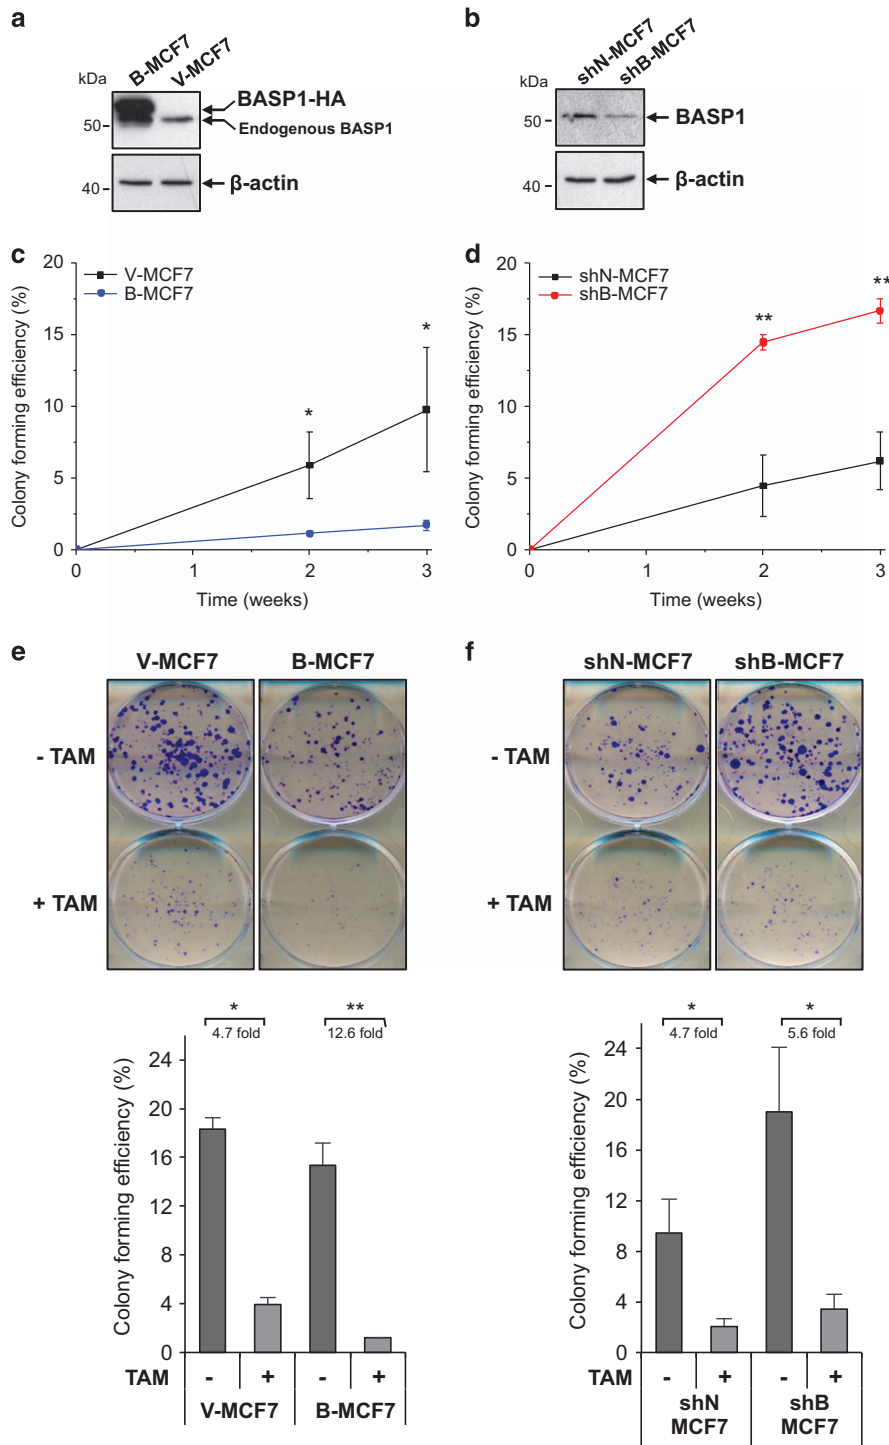 a
B-MCF7
V-MCF7
kDa
BASP1-HA
50
Endogenous BASP1
40
β-actin
b
shN-MCF7
shB-MCF7
kDa
50
BASP1
40
β-actin
c
V-MCF7
B-MCF7
Colony forming efficiency (%)
20
15
10
5
0
* *
0 1 2 3
Time (weeks)
d
shN-MCF7
shB-MCF7
Colony forming efficiency (%)
20
15
10
5
0
** **
0 1 2 3
Time (weeks)
e
V-MCF7 B-MCF7
- TAM
+ TAM
* **
4.7 fold 12.6 fold
Colony forming efficiency (%)
24
20
16
12
8
4
0
TAM - + - +
V-MCF7 B-MCF7
f
shN-MCF7 shB-MCF7
- TAM
+ TAM
* *
4.7 fold 5.6 fold
Colony forming efficiency (%)
24
20
16
12
8
4
0
TAM - + - +
shN shB
MCF7 MCF7